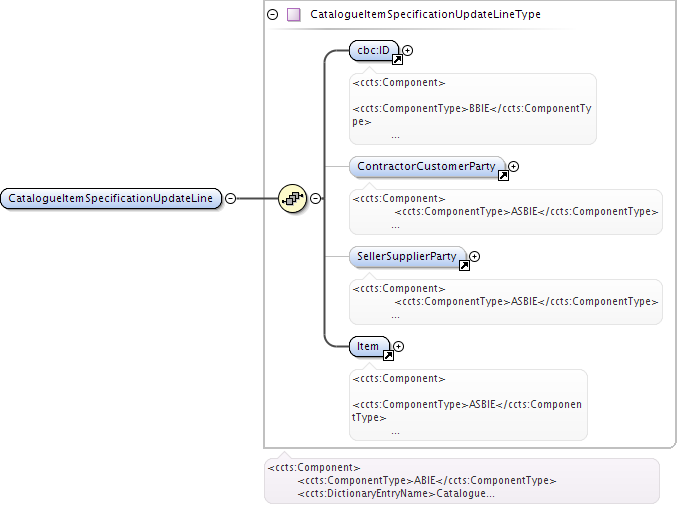 CatalogueItemSpecificationUpdateLineType
cbc:ID
<ccts:Component>
<ccts:ComponentType>BBIE</ccts:ComponentTy
pe>
...
ContractorCustomerParty
<ccts:Component>
<ccts:ComponentType>ASBIE</ccts:ComponentType>
...
CatalogueItemSpecificationUpdateLine
SellerSupplierParty
<ccts:Component>
<ccts:ComponentType>ASBIE</ccts:ComponentType>
...
Item
<ccts:Component>
<ccts:ComponentType>ASBIE</ccts:Componen
tType>
...
<ccts:Component>
<ccts:ComponentType>ABIE</ccts:ComponentType>
<ccts:DictionaryEntryName>Catalogue...